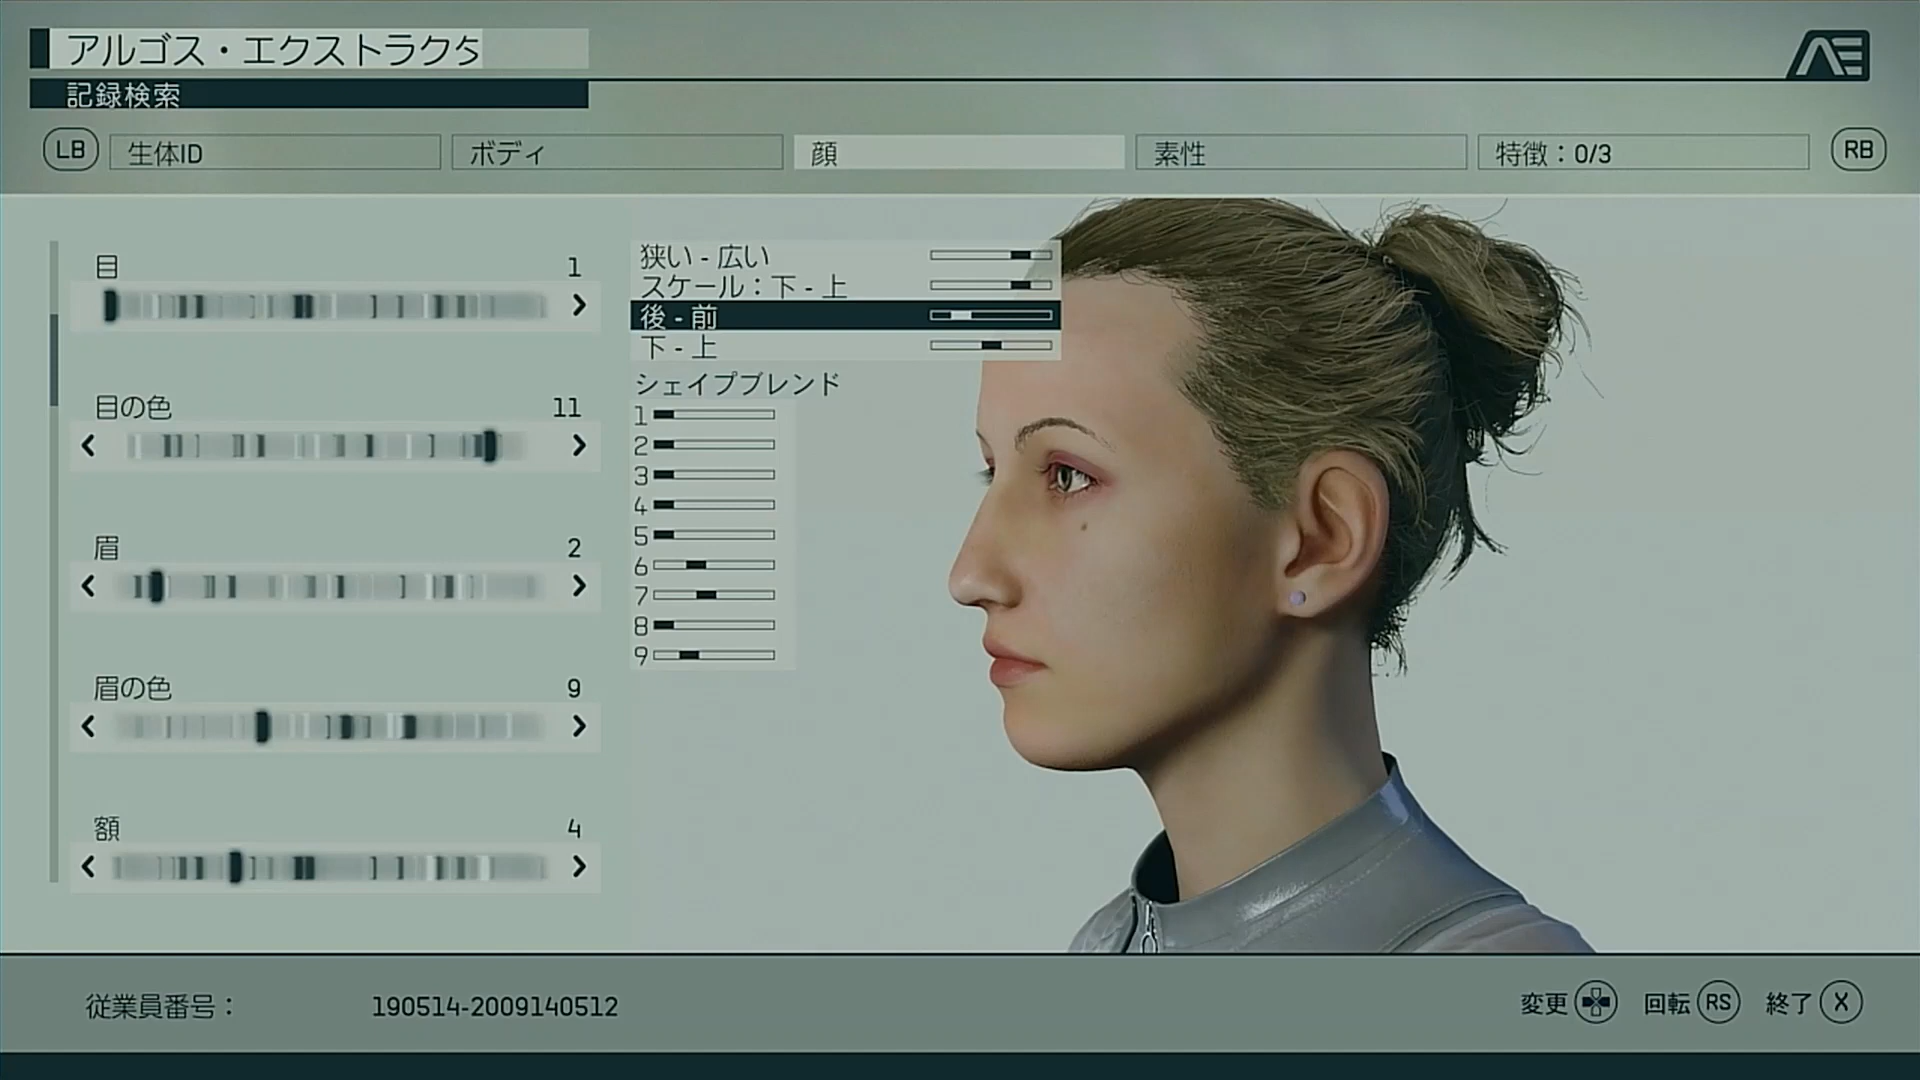 アルゴス・エクストラクタ
記録検索
LB 生体ID ボディ 顔 素性 特徴：0/3 RB
目 1
目の色 11
眉 2
眉の色 9
額 4
狭い - 広い
スケール：下 - 上
後 - 前
下 - 上
シェイプブレンド
1
2
3
4
5
6
7
8
9
従業員番号： 190514-2009140512
変更 回転 RS 終了 X